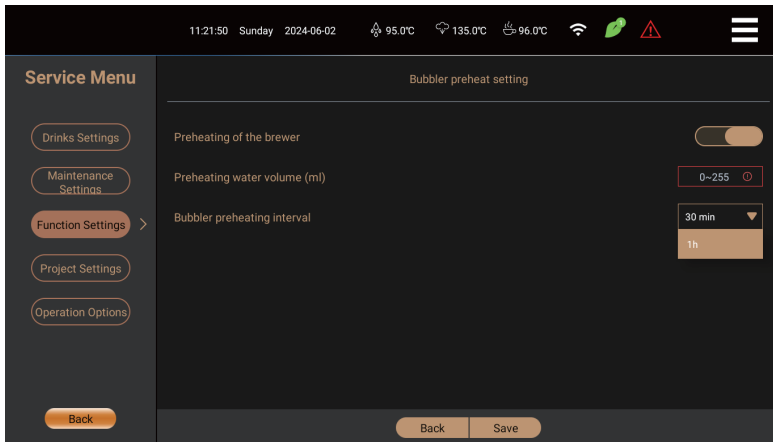 11:21:50 Sunday 2024-06-02 95.0℃ 135.0℃ 96.0℃ 1
Service Menu
Bubbler preheat setting
Drinks Settings
Maintenance
Settings
Function Settings
Project Settings
Operation Options
Preheating of the brewer
Preheating water volume (ml) 0~255
Bubbler preheating interval 30 min
1h
Back
Back Save